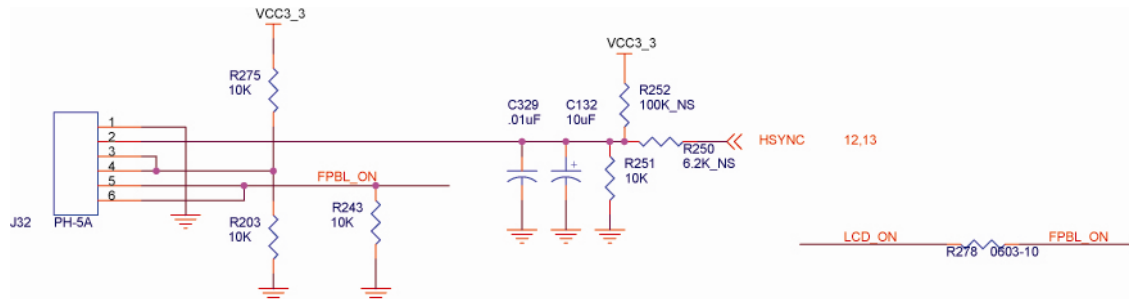 VCC3_3
R275
10K
VCC3_3
R252
100K_NS
C329
.01uF
C132
10uF
1
2
3
4
5
6
R250
6.2K_NS
HSYNC 12,13
R251
10K
FPBL_ON
J32
PH-5A
R203
10K
R243
10K
+
LCD_ON
R278 0603-10
FPBL_ON